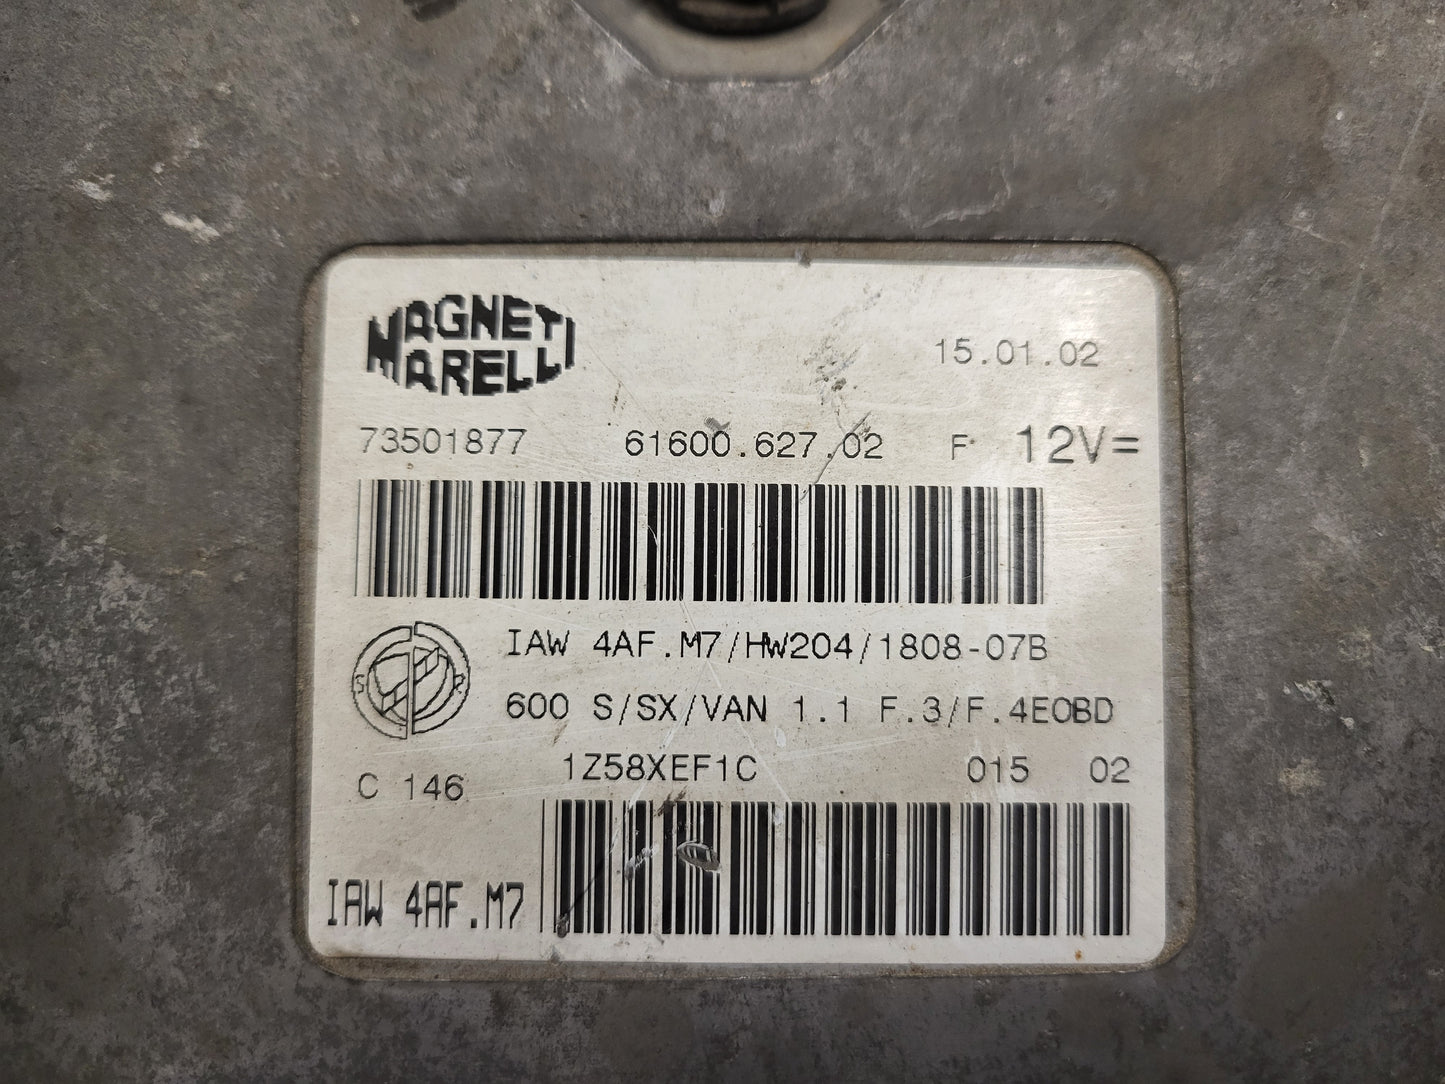 MAGNETI
MARELLI
15.01.02
73501877 61600.627.02 F 12V=
IAW 4AF.M7/HW204/1808-07B
S R
600 S/SX/VAN 1.1 F.3/F.4EOBD
1Z58XEF1C 015 02
C 146
IAW 4AF.M7